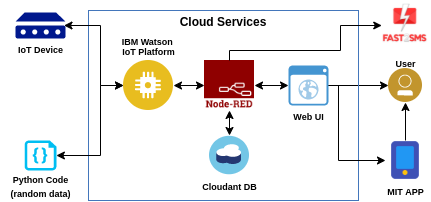 Cloud Services
IoT Device
IBM Watson
IoT Platform
Node-RED
FAST2SMS
User
Web UI
Python Code
(random data)
Cloudant DB
MIT APP